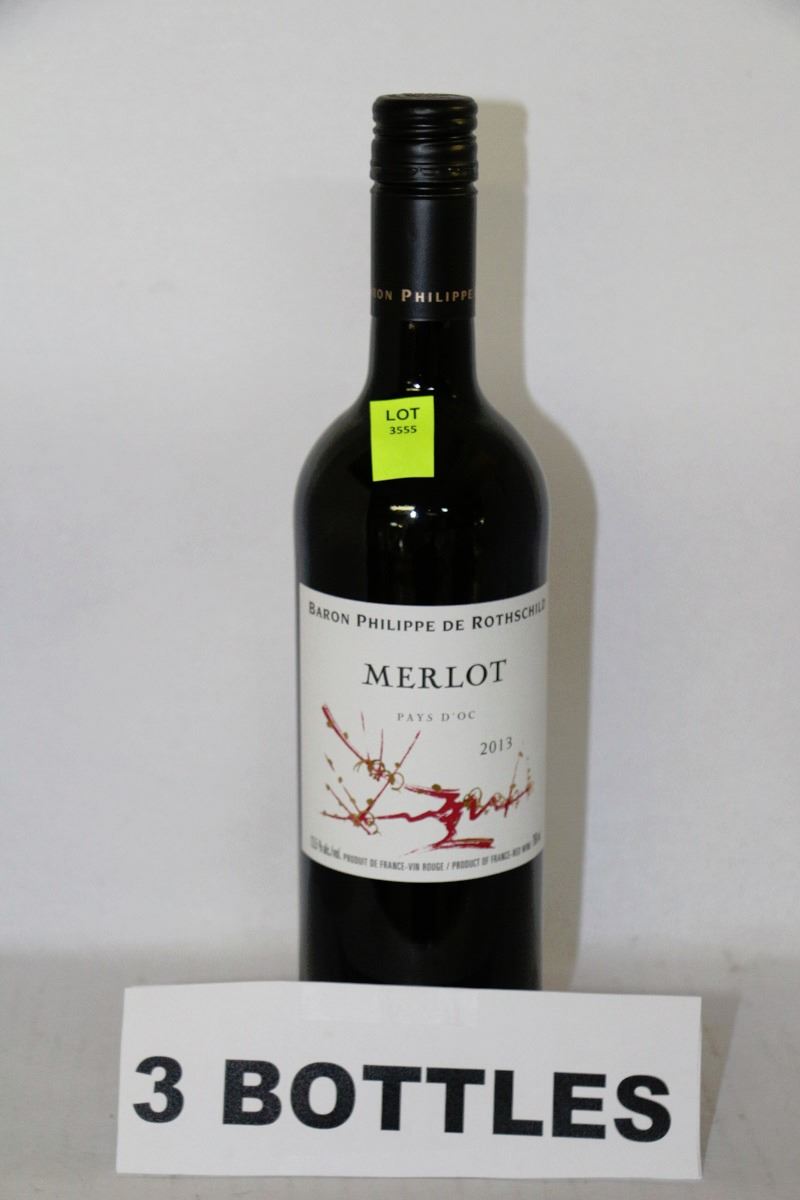 PHILIPPE
LOT
3555
BARON PHILIPPE DE ROTHSCHILD
MERLOT
PAYS D'OC
2013
PRODUIT DE FRANCE-VIN ROUGE / PRODUCT OF FRANCE-RED WINE
3 BOTTLES